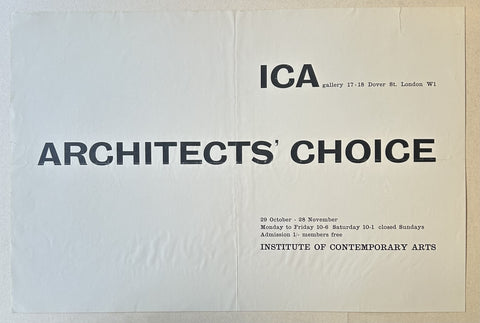 ICA gallery 17-18 Dover St. London W1
ARCHITECTS' CHOICE
29 October - 28 November
Monday to Friday 10-6 Saturday 10-1 closed Sundays
Admission 1/- members free
INSTITUTE OF CONTEMPORARY ARTS